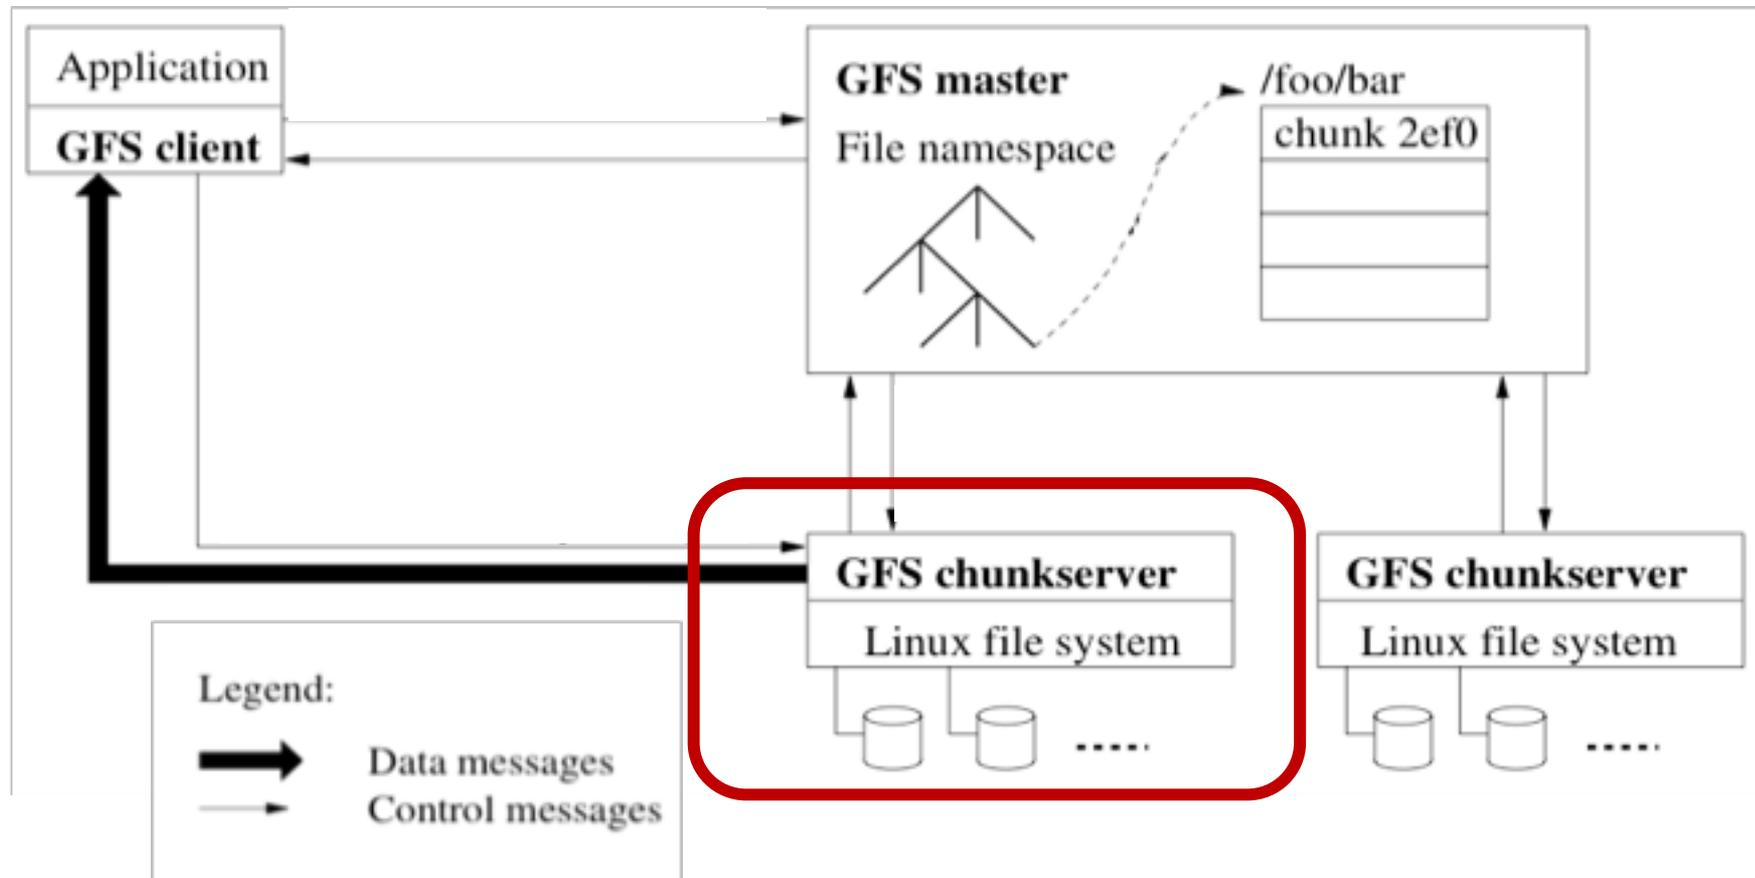 Application
GFS client
GFS master
File namespace
/foo/bar
chunk 2ef0
GFS chunkserver
Linux file system
GFS chunkserver
Linux file system
Legend:
Data messages
Control messages